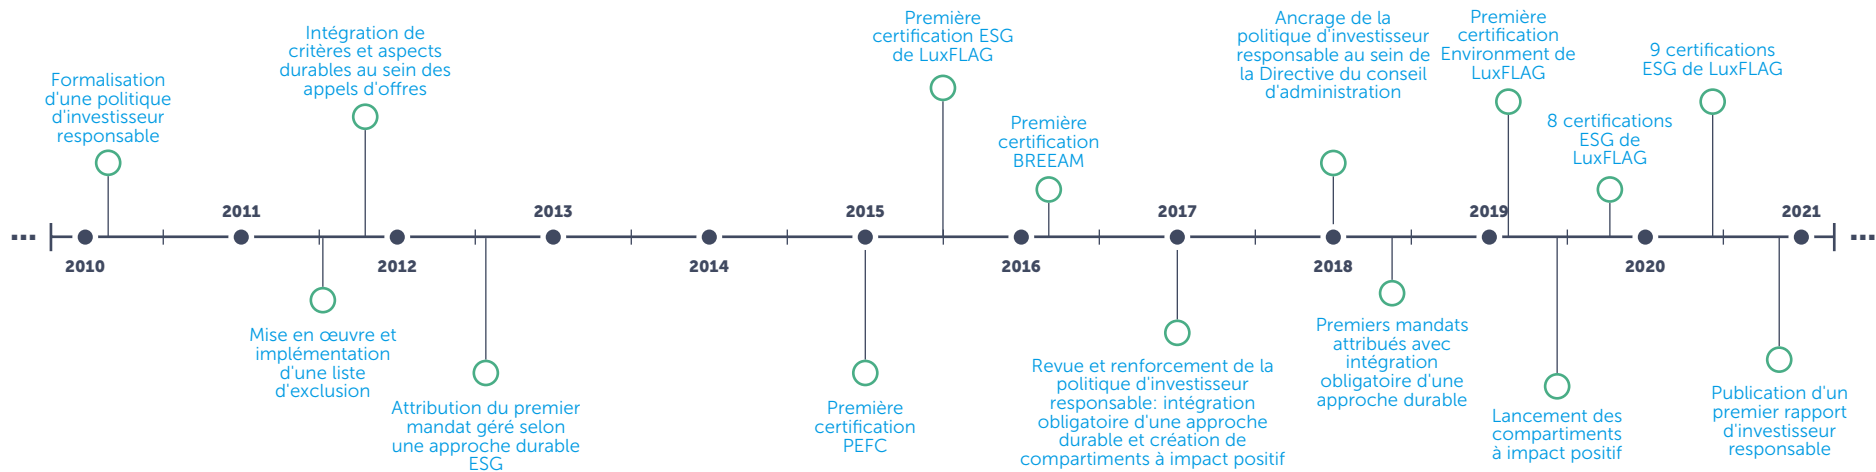 Formalisation
d'une politique
d'investisseur
responsable
Intégration de
critères et aspects
durables au sein des
appels d'offres
Première
certification ESG
de LuxFLAG
Première
certification
BREEAM
Ancrage de la
politique d'investisseur
responsable au sein de
la Directive du conseil
d'administration
Première
certification
Environment de
LuxFLAG
8 certifications
ESG de
LuxFLAG
9 certifications
ESG de LuxFLAG
2011
2013
2015
2017
2019
2021
...
...
2010
2012
2014
2016
2018
2020
Mise en œuvre et
implémentation
d'une liste
d'exclusion
Attribution du premier
mandat géré selon
une approche durable
ESG
Première
certification
PEFC
Revue et renforcement de la
politique d'investisseur
responsable: intégration
obligatoire d'une approche
durable et création de
compartiments à impact positif
Premiers mandats
attribués avec
intégration
obligatoire d'une
approche durable
Lancement des
compartiments
à impact positif
Publication d'un
premier rapport
d'investisseur
responsable